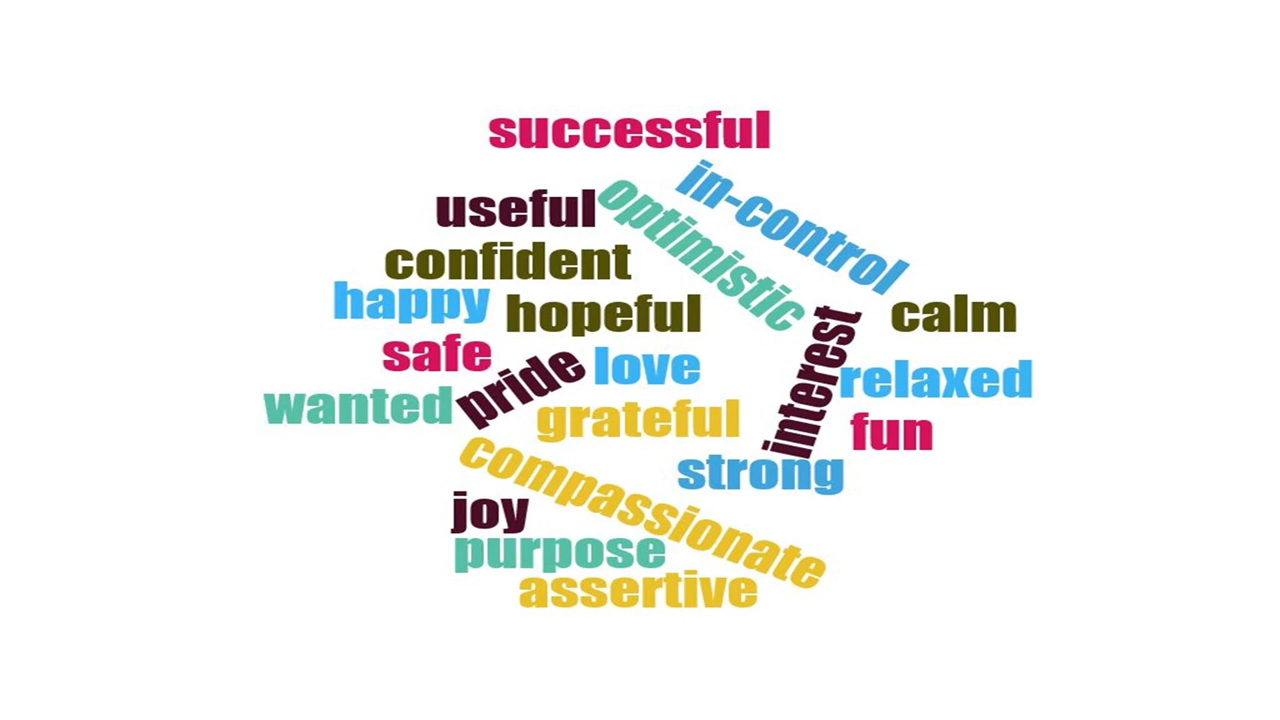 successful
in-control
useful
optimistic
confident
happy
hopeful
calm
safe
pride
love
interest
relaxed
wanted
grateful
fun
compassionate
strong
joy
purpose
assertive